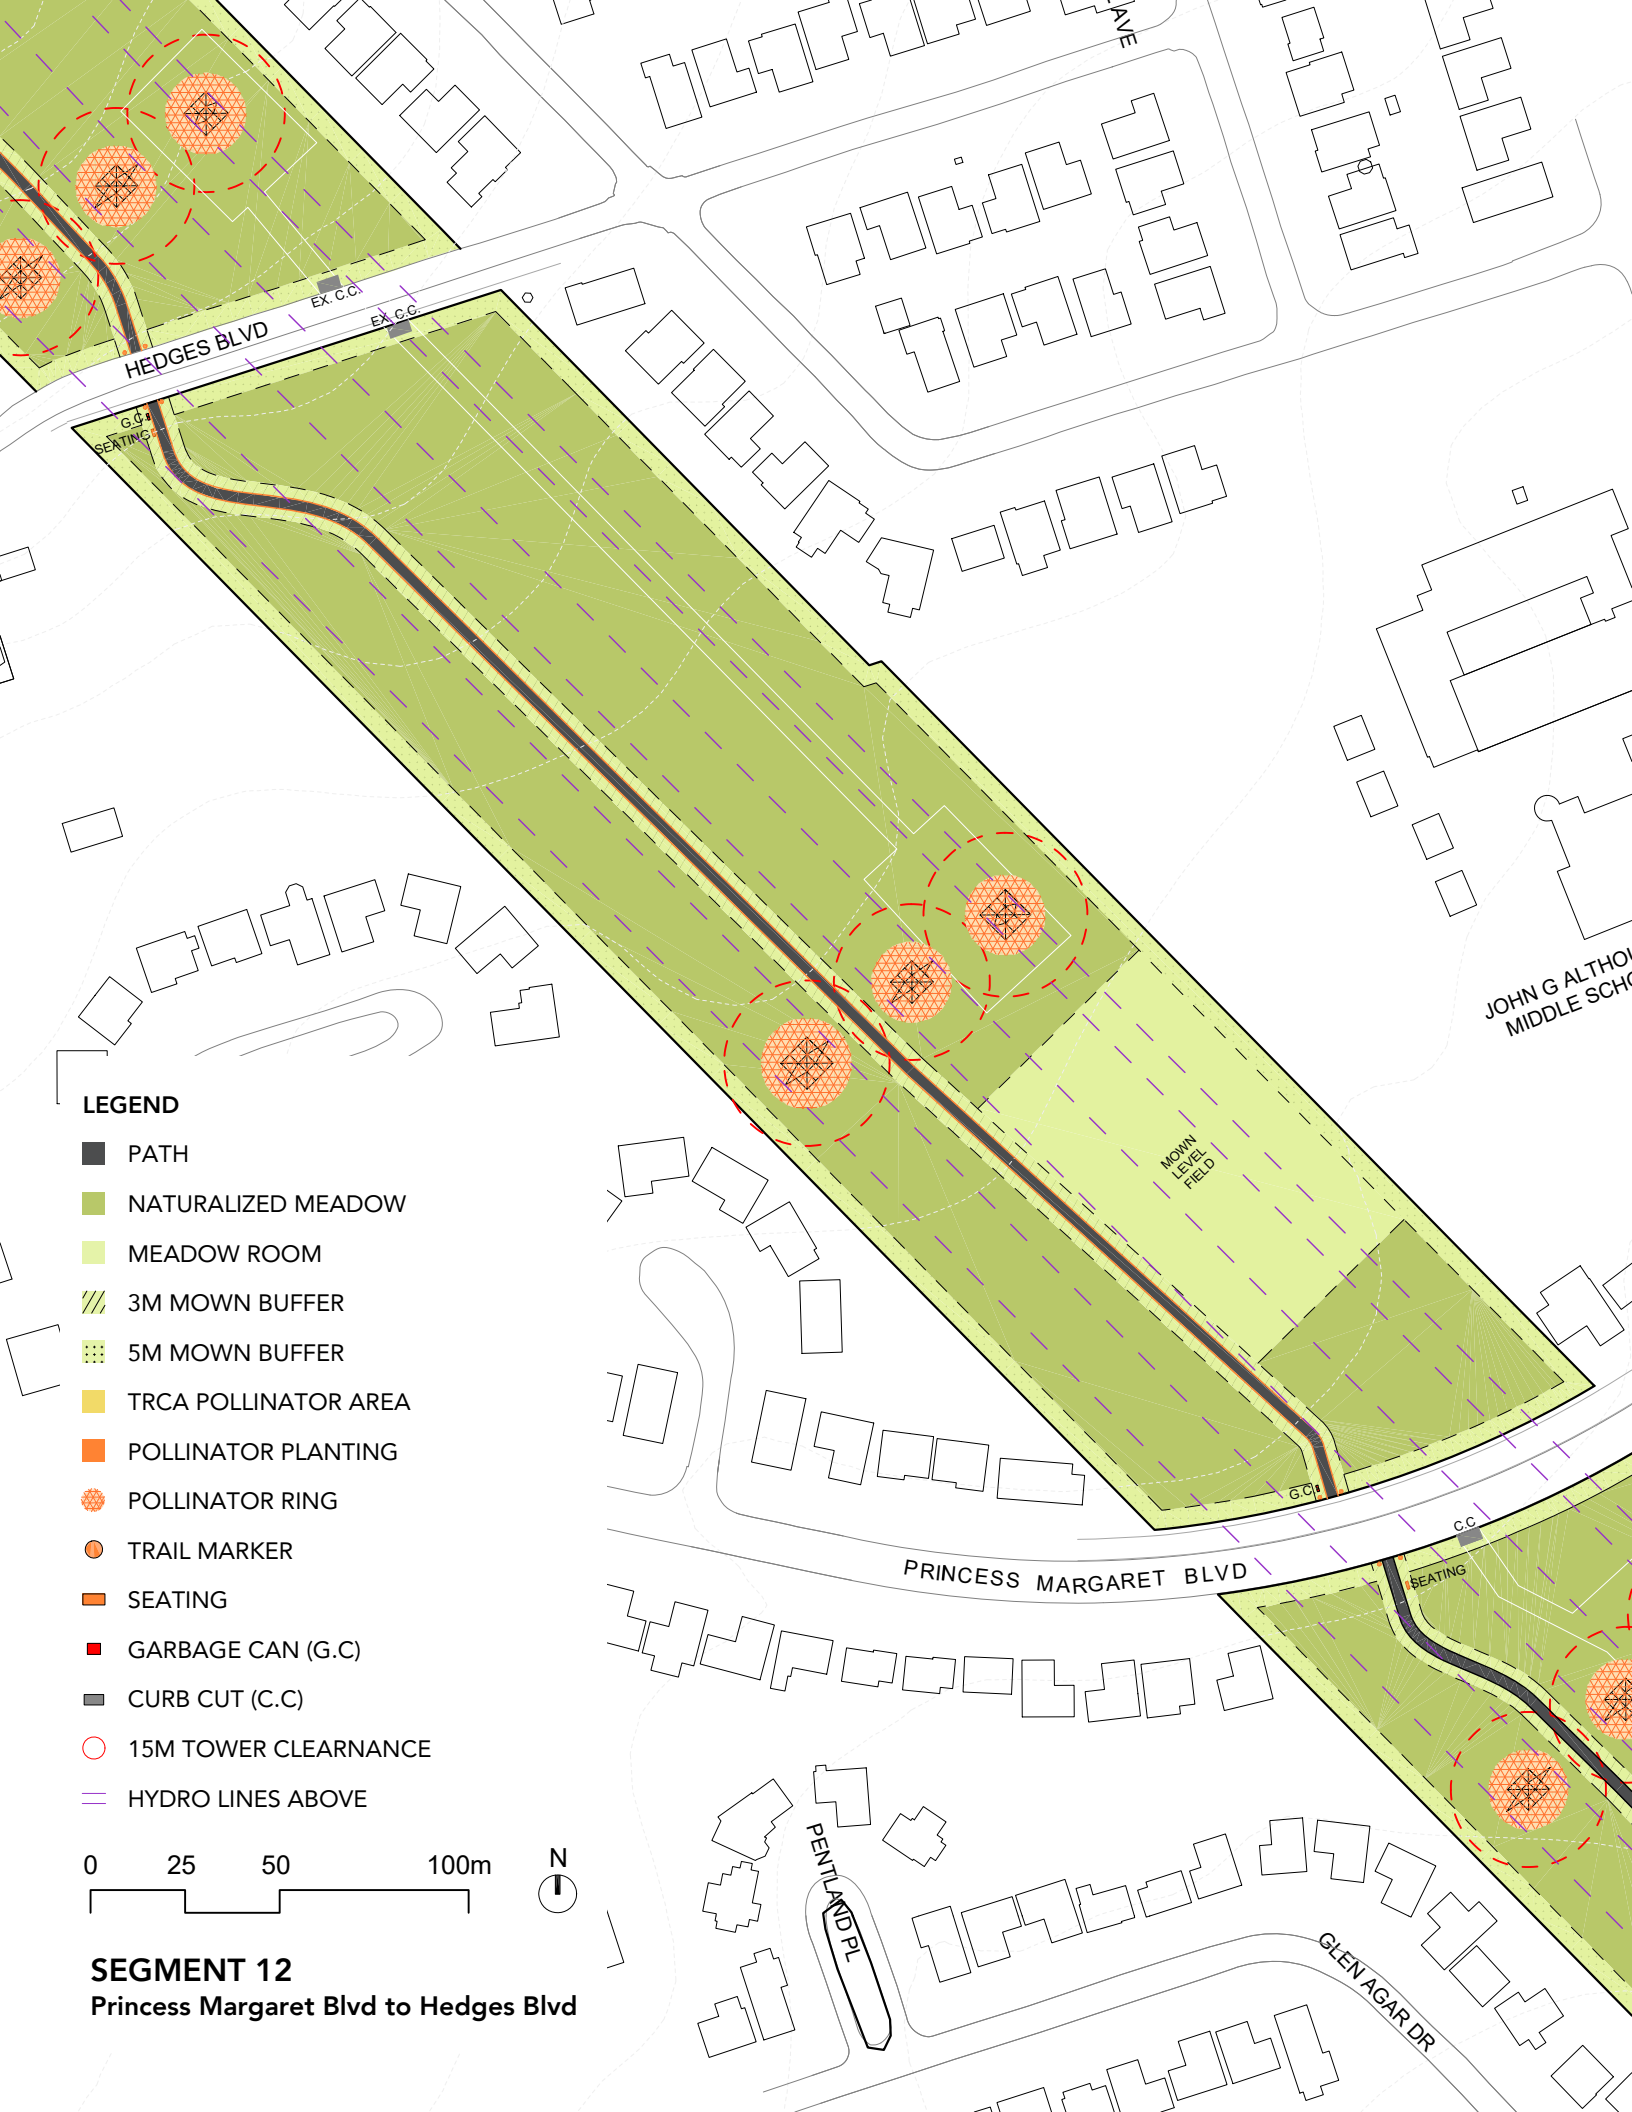 AVE
EX. C.C.
EX. C.C.
HEDGES BLVD
G.C.
SEATING
JOHN G ALTHO
MIDDLE SCHO
MOWN
LEVEL
FIELD
G.C.
C.C
SEATING
PRINCESS MARGARET BLVD
PENTLAND PL
GLEN AGAR DR
LEGEND
PATH
NATURALIZED MEADOW
MEADOW ROOM
3M MOWN BUFFER
5M MOWN BUFFER
TRCA POLLINATOR AREA
POLLINATOR PLANTING
POLLINATOR RING
TRAIL MARKER
SEATING
GARBAGE CAN (G.C)
CURB CUT (C.C)
15M TOWER CLEARNANCE
HYDRO LINES ABOVE
0 25 50 100m
N
SEGMENT 12
Princess Margaret Blvd to Hedges Blvd